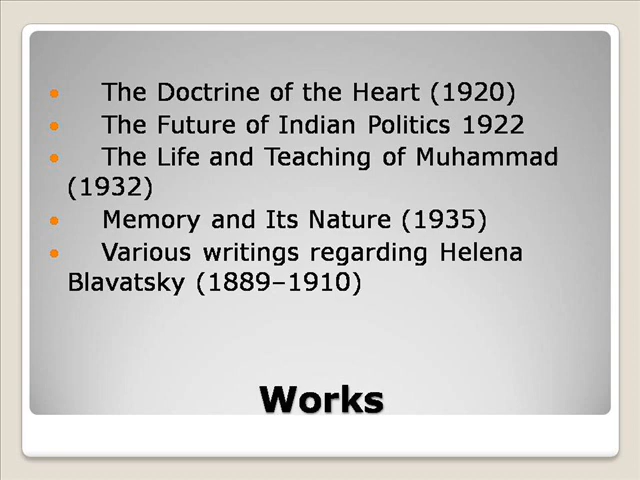 The Doctrine of the Heart (1920)
The Future of Indian Politics 1922
The Life and Teaching of Muhammad
(1932)
Memory and Its Nature (1935)
Various writings regarding Helena
Blavatsky (1889–1910)
Works